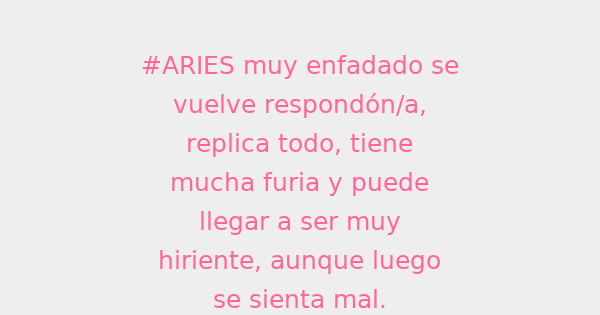 #ARIES muy enfadado se
vuelve respondón/a,
replica todo, tiene
mucha furia y puede
llegar a ser muy
hiriente, aunque luego
se sienta mal.